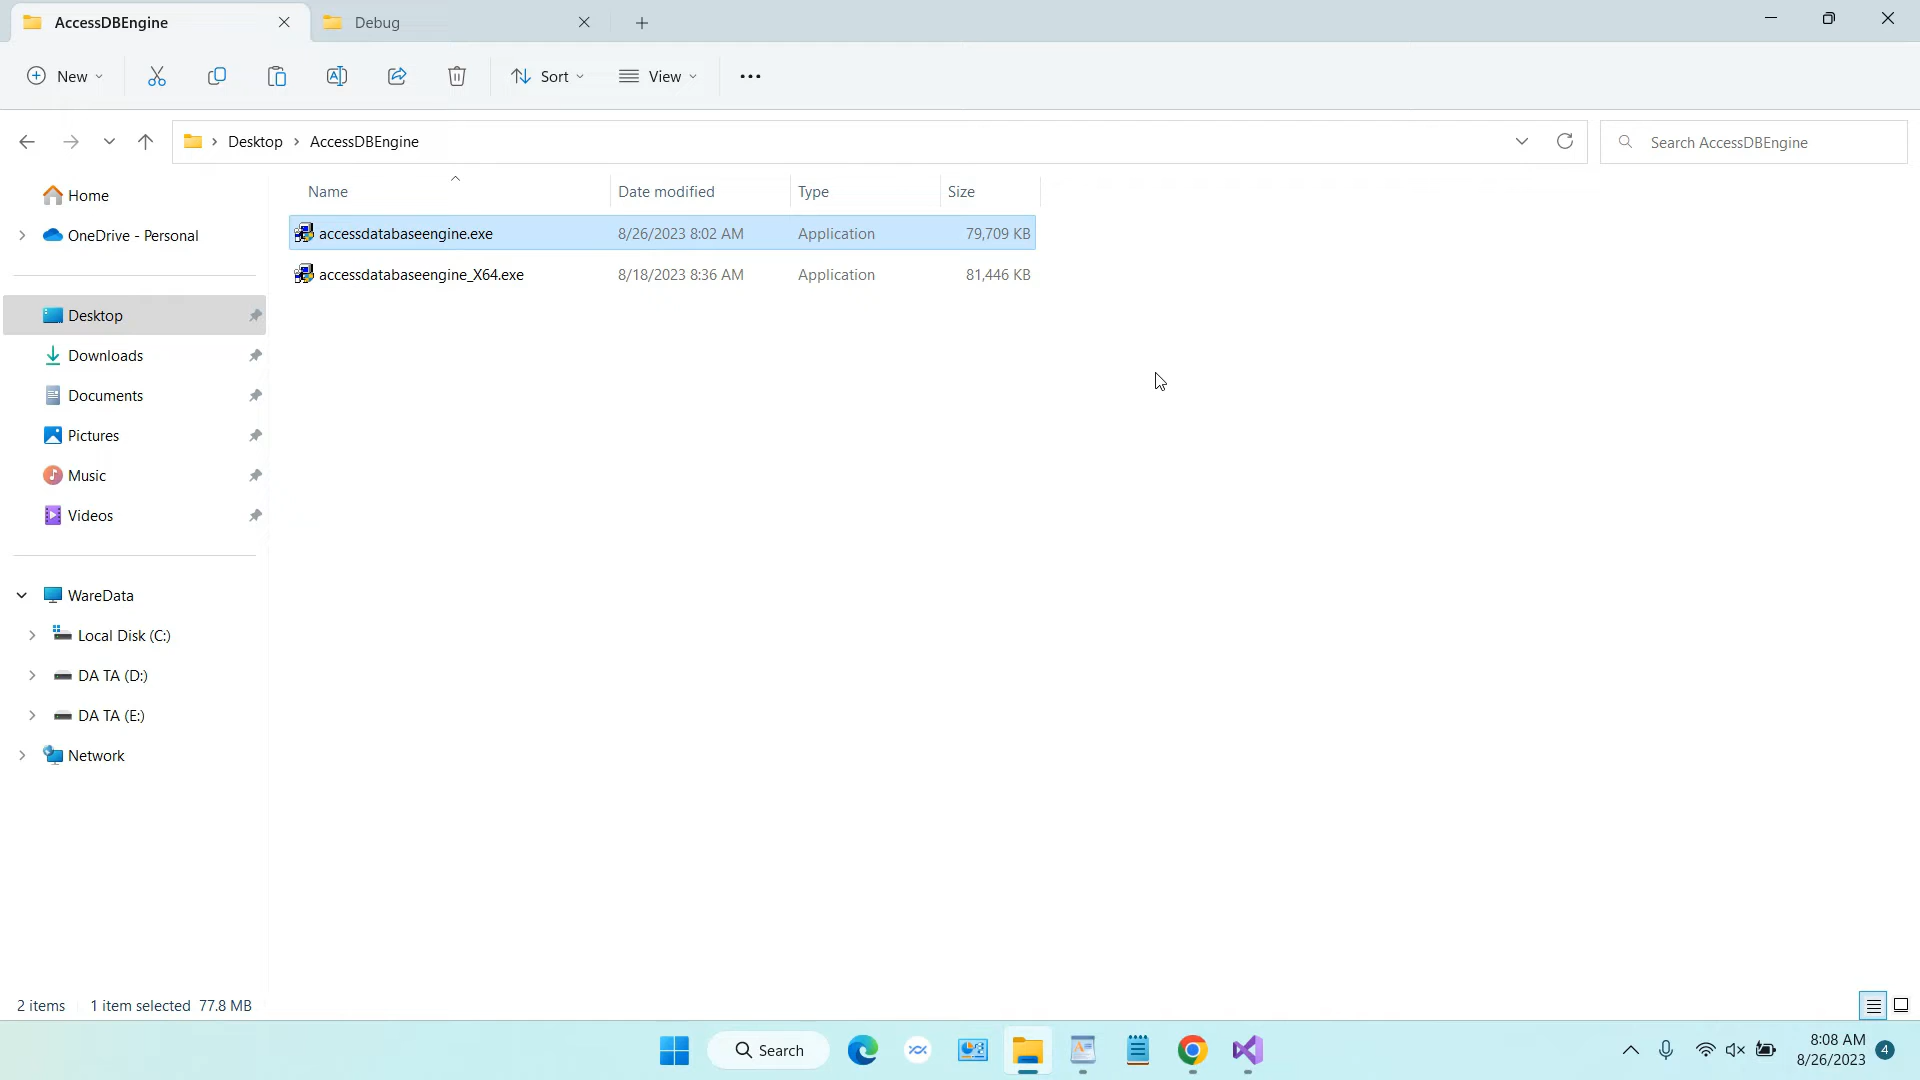 AccessDBEngine
Debug
New
Sort
View
Desktop
AccessDBEngine
Search AccessDBEngine
Name Date modified Type Size
accessdatabaseengine.exe 8/26/2023 8:02 AM Application 79,709 KB
accessdatabaseengine_X64.exe 8/18/2023 8:36 AM Application 81,446 KB
Home
OneDrive - Personal
Desktop
Downloads
Documents
Pictures
Music
Videos
WareData
Local Disk (C:)
DA TA (D:)
DA TA (E:)
Network
2 items 1 item selected 77.8 MB
Search
8:08 AM
8/26/2023
4